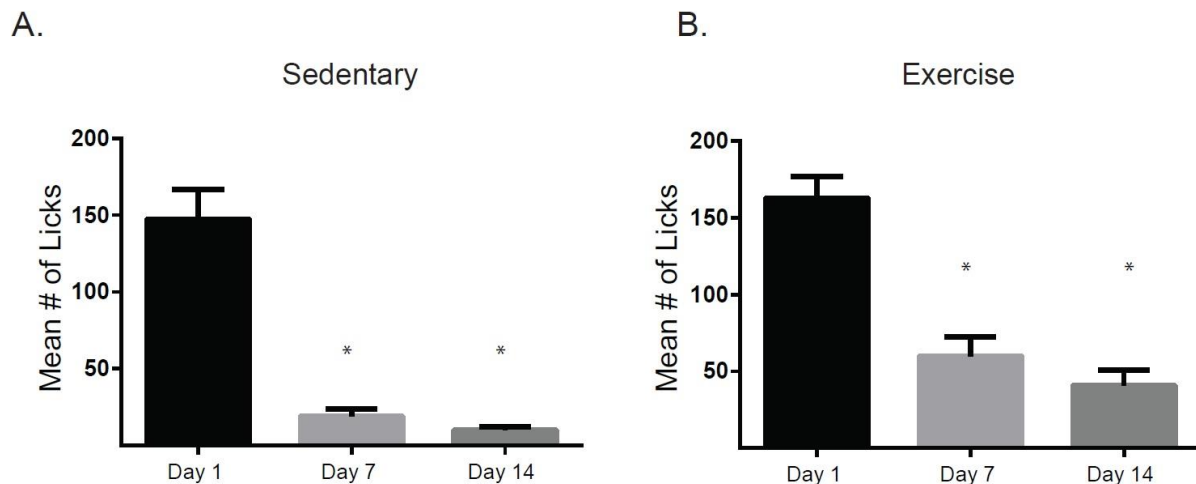 A.
Sedentary
Mean # of Licks
200
150
100
50
*
*
Day 1
Day 7
Day 14
B.
Exercise
Mean # of Licks
200
150
100
50
*
*
Day 1
Day 7
Day 14